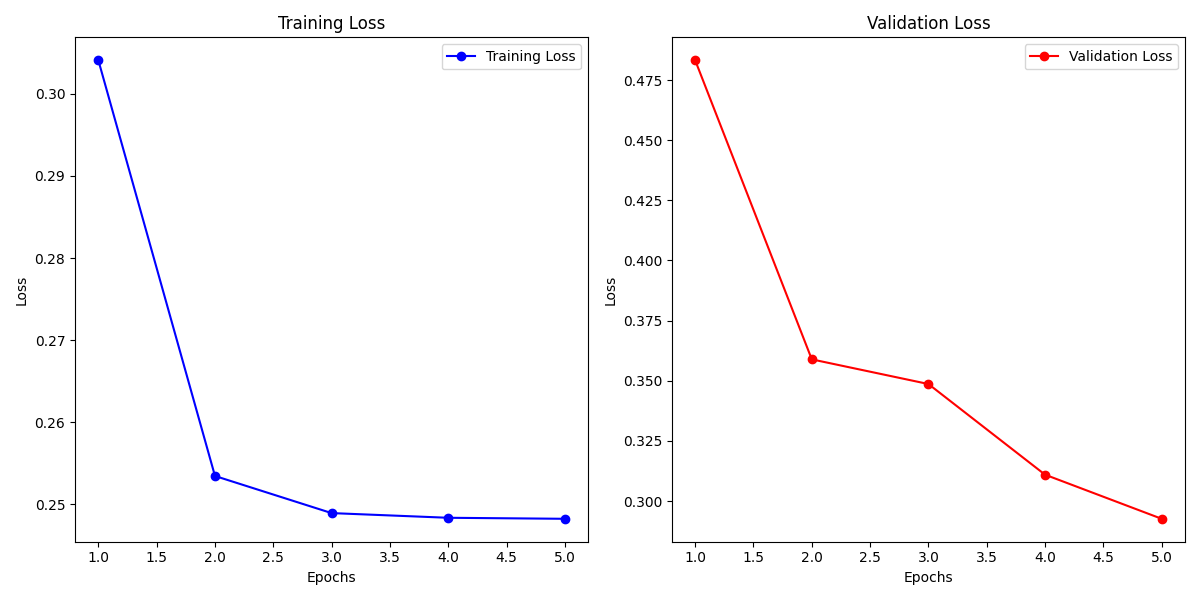 Training Loss
Training Loss
0.30
0.29
0.28
0.27
0.26
0.25
Loss
1.0 1.5 2.0 2.5 3.0 3.5 4.0 4.5 5.0
Epochs
Validation Loss
Validation Loss
0.475
0.450
0.425
0.400
0.375
0.350
0.325
0.300
Loss
1.0 1.5 2.0 2.5 3.0 3.5 4.0 4.5 5.0
Epochs